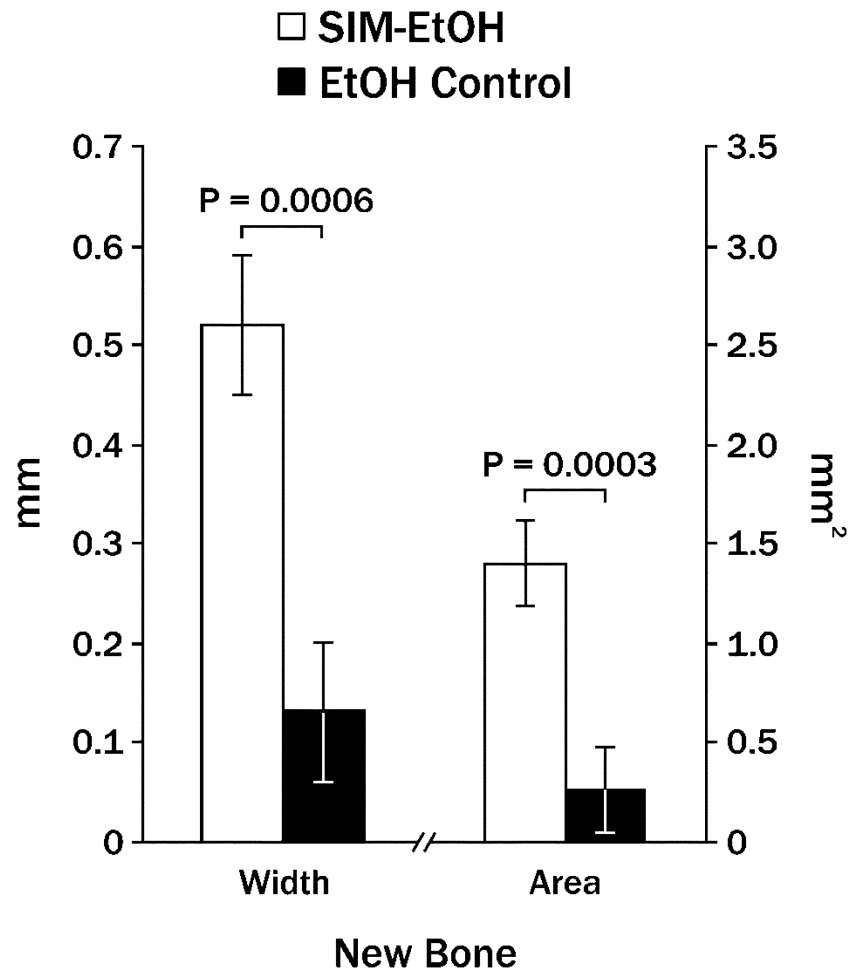 SIM-EtOH
EtOH Control
0.7
0.6
0.5
0.4
0.3
0.2
0.1
0
mm
P = 0.0006
P = 0.0003
3.5
3.0
2.5
2.0
1.5
1.0
0.5
0
mm²
Width
Area
New Bone